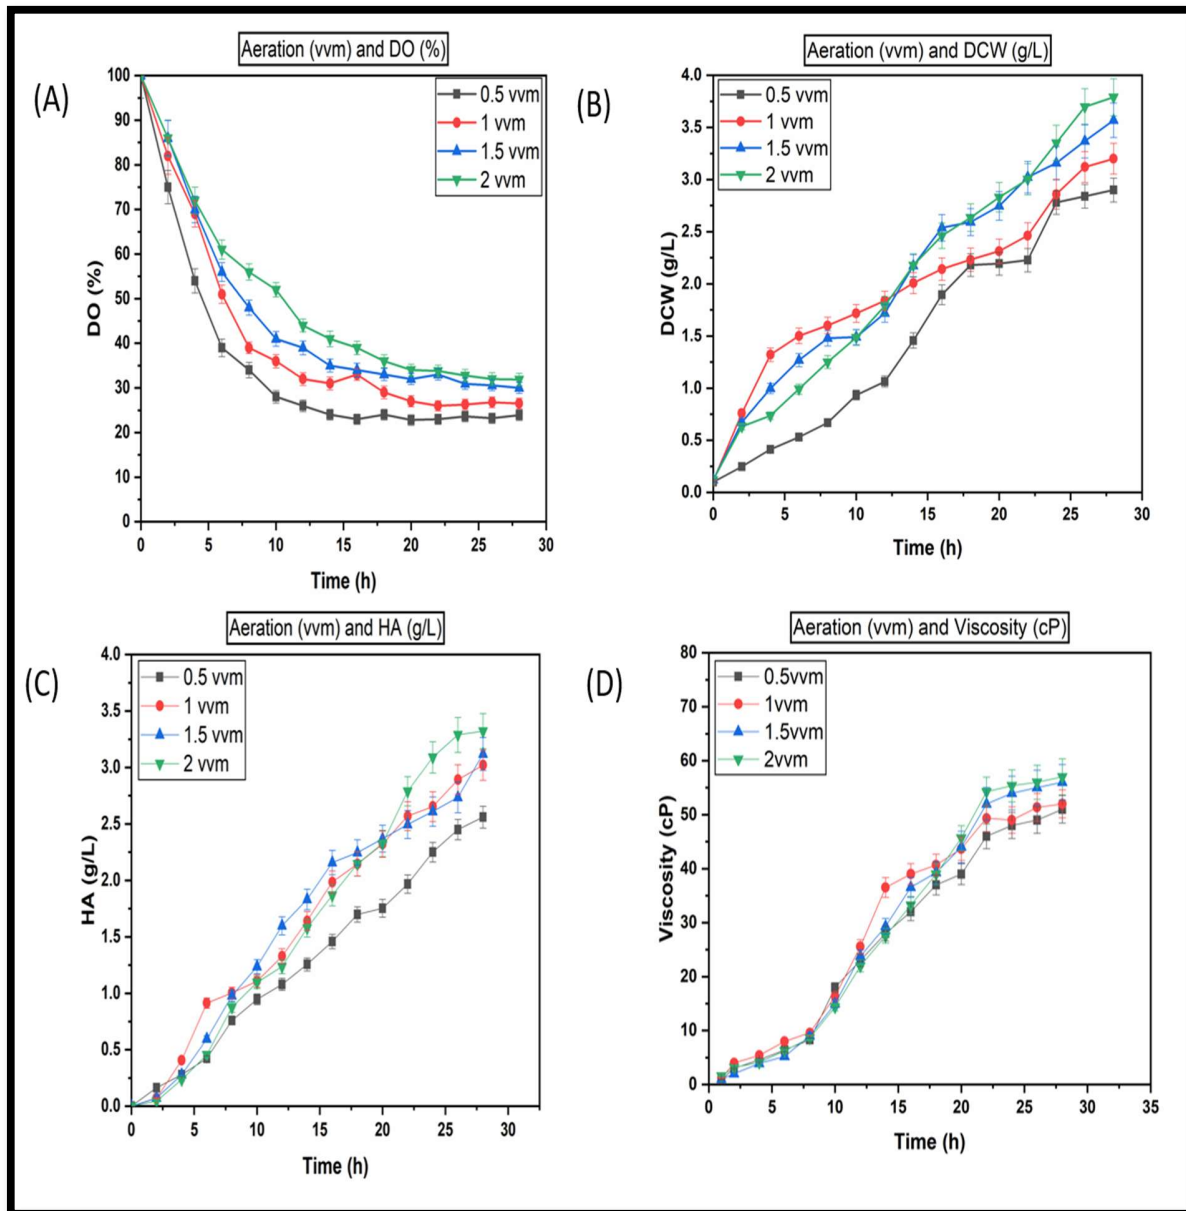 Aeration (vvm) and DO (%)
(A)
0.5 vvm
1 vvm
1.5 vvm
2 vvm
100
90
80
70
60
50
40
30
20
10
0
DO (%)
0 5 10 15 20 25 30
Time (h)
Aeration (vvm) and DCW (g/L)
(B)
0.5 vvm
1 vvm
1.5 vvm
2 vvm
4.0
3.5
3.0
2.5
2.0
1.5
1.0
0.5
0.0
DCW (g/L)
0 5 10 15 20 25 30
Time (h)
Aeration (vvm) and HA (g/L)
(C)
0.5 vvm
1 vvm
1.5 vvm
2 vvm
4.0
3.5
3.0
2.5
2.0
1.5
1.0
0.5
0.0
HA (g/L)
0 5 10 15 20 25 30
Time (h)
Aeration (vvm) and Viscosity (cP)
(D)
0.5vvm
1vvm
1.5vvm
2vvm
80
70
60
50
40
30
20
10
0
Viscosity (cP)
0 5 10 15 20 25 30 35
Time (h)